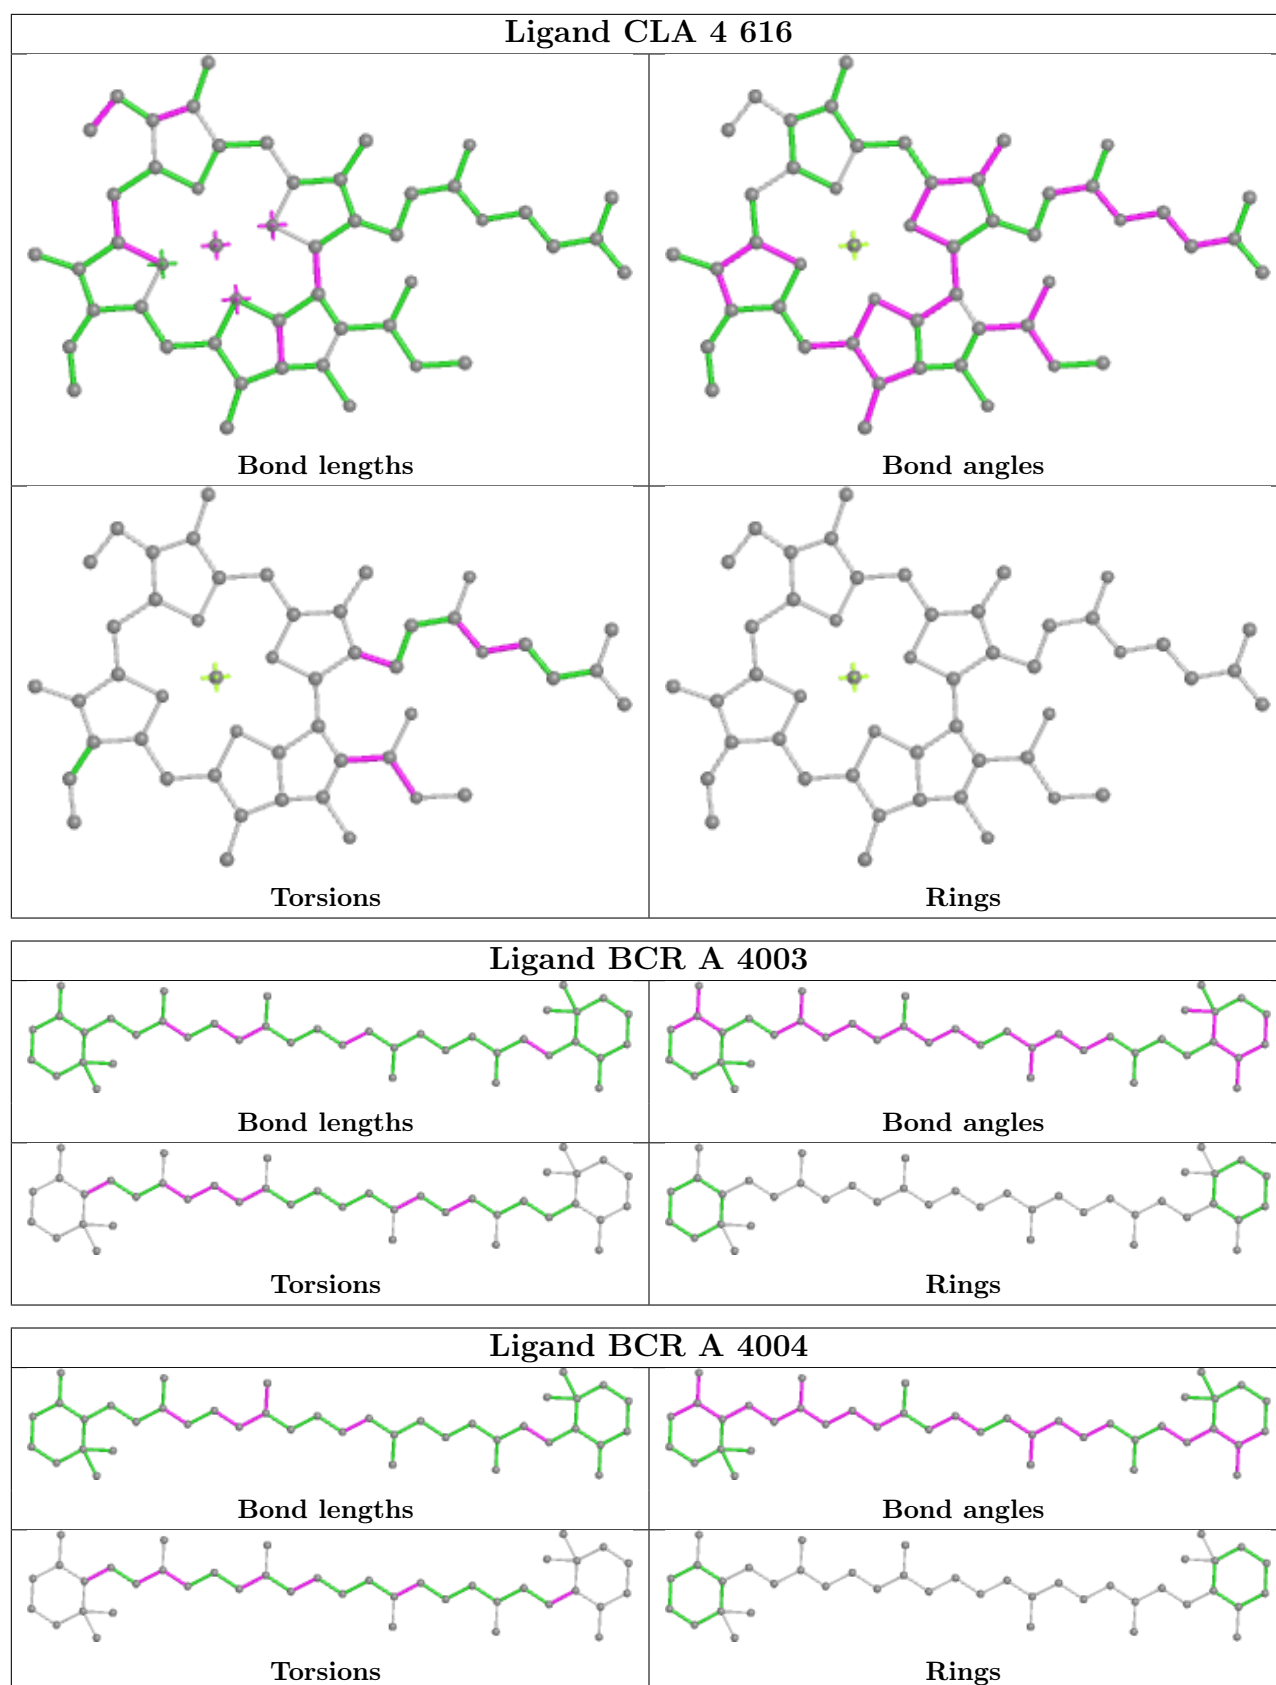 Ligand CLA 4 616
Bond lengths
Bond angles
Torsions
Rings
Ligand BCR A 4003
Bond lengths
Bond angles
Torsions
Rings
Ligand BCR A 4004
Bond lengths
Bond angles
Torsions
Rings